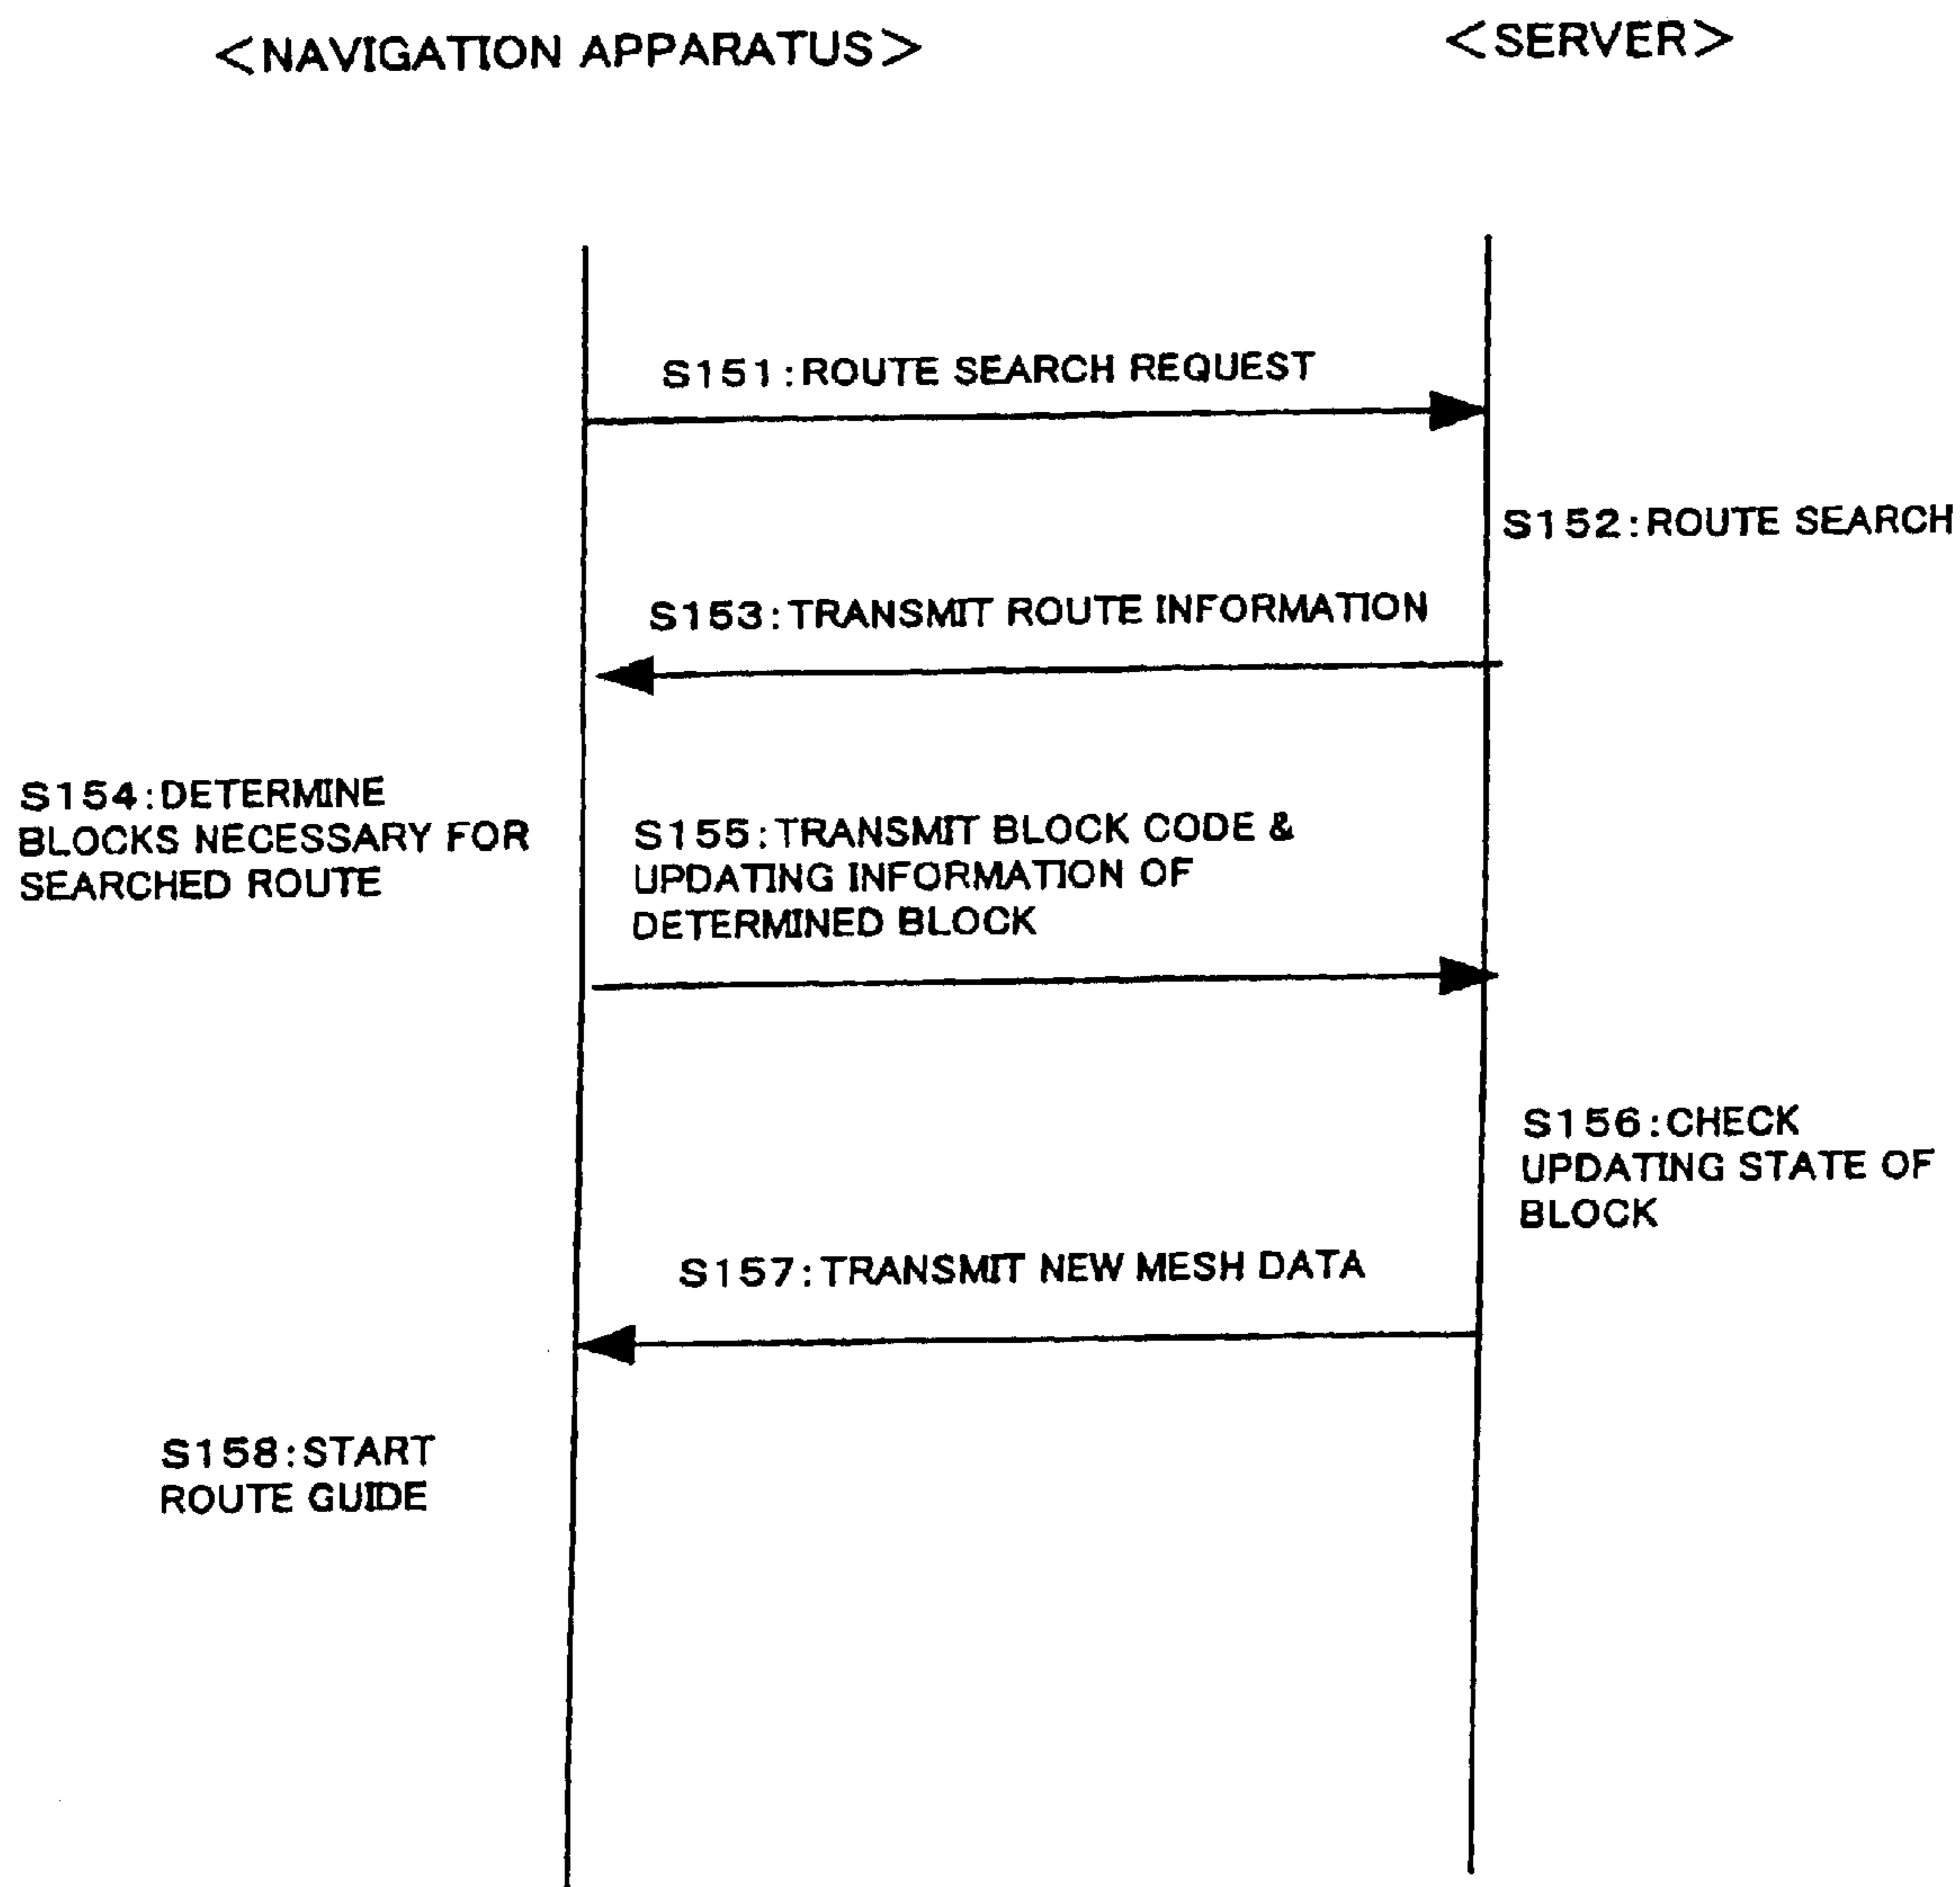 <NAVIGATION APPARATUS>
<SERVER>
S151:ROUTE SEARCH REQUEST
S152:ROUTE SEARCH
S153:TRANSMIT ROUTE INFORMATION
S154:DETERMINE
BLOCKS NECESSARY FOR
SEARCHED ROUTE
S155:TRANSMIT BLOCK CODE &
UPDATING INFORMATION OF
DETERMINED BLOCK
S156:CHECK
UPDATING STATE OF
BLOCK
S157:TRANSMIT NEW MESH DATA
S158:START
ROUTE GUIDE